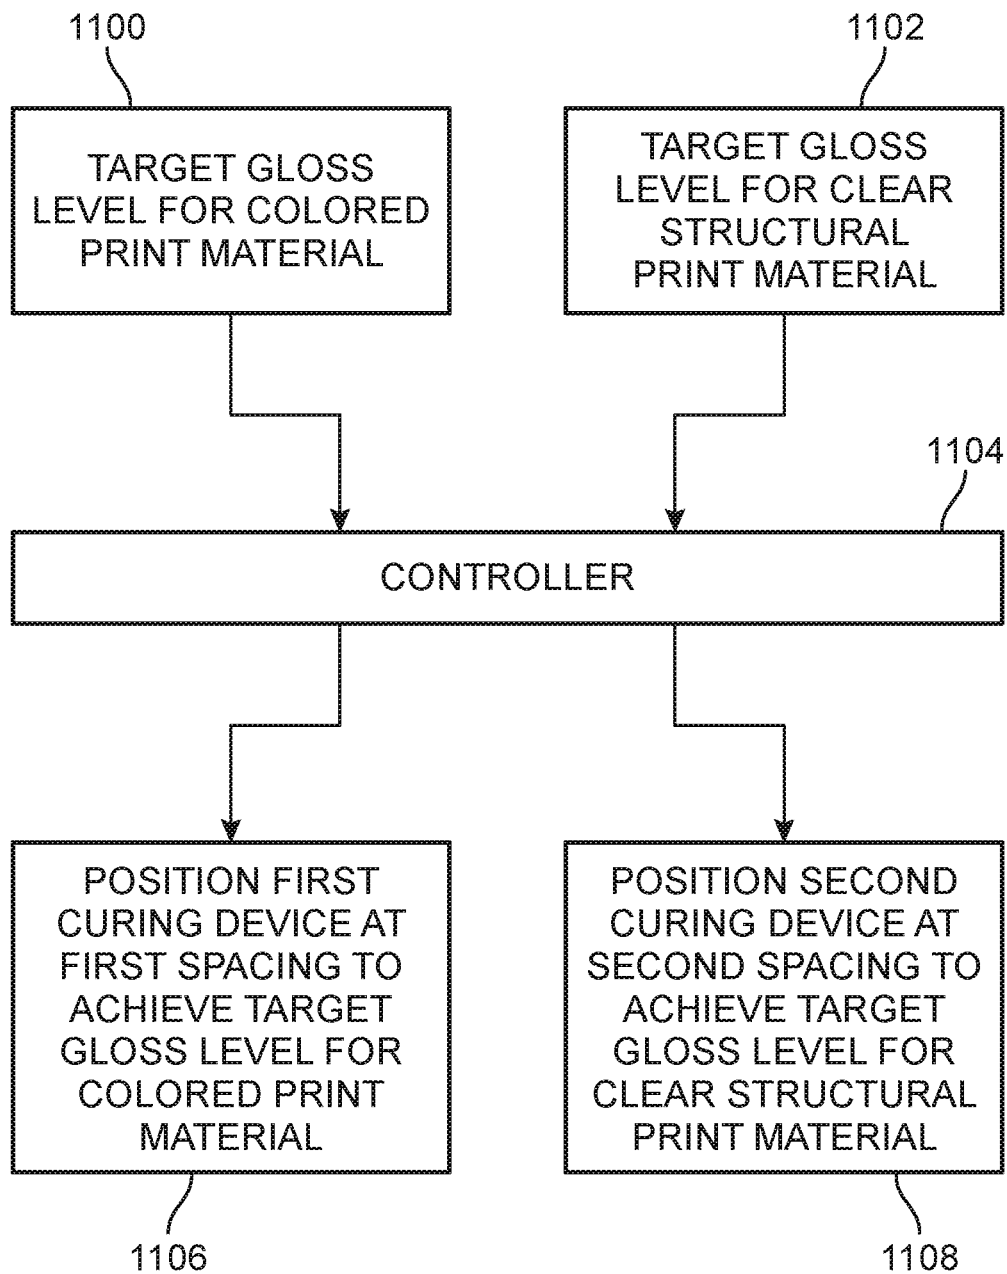 1100
1102
TARGET GLOSS
LEVEL FOR COLORED
PRINT MATERIAL
TARGET GLOSS
LEVEL FOR CLEAR
STRUCTURAL
PRINT MATERIAL
1104
CONTROLLER
POSITION FIRST
CURING DEVICE AT
FIRST SPACING TO
ACHIEVE TARGET
GLOSS LEVEL FOR
COLORED PRINT
MATERIAL
POSITION SECOND
CURING DEVICE AT
SECOND SPACING TO
ACHIEVE TARGET
GLOSS LEVEL FOR
CLEAR STRUCTURAL
PRINT MATERIAL
1106
1108